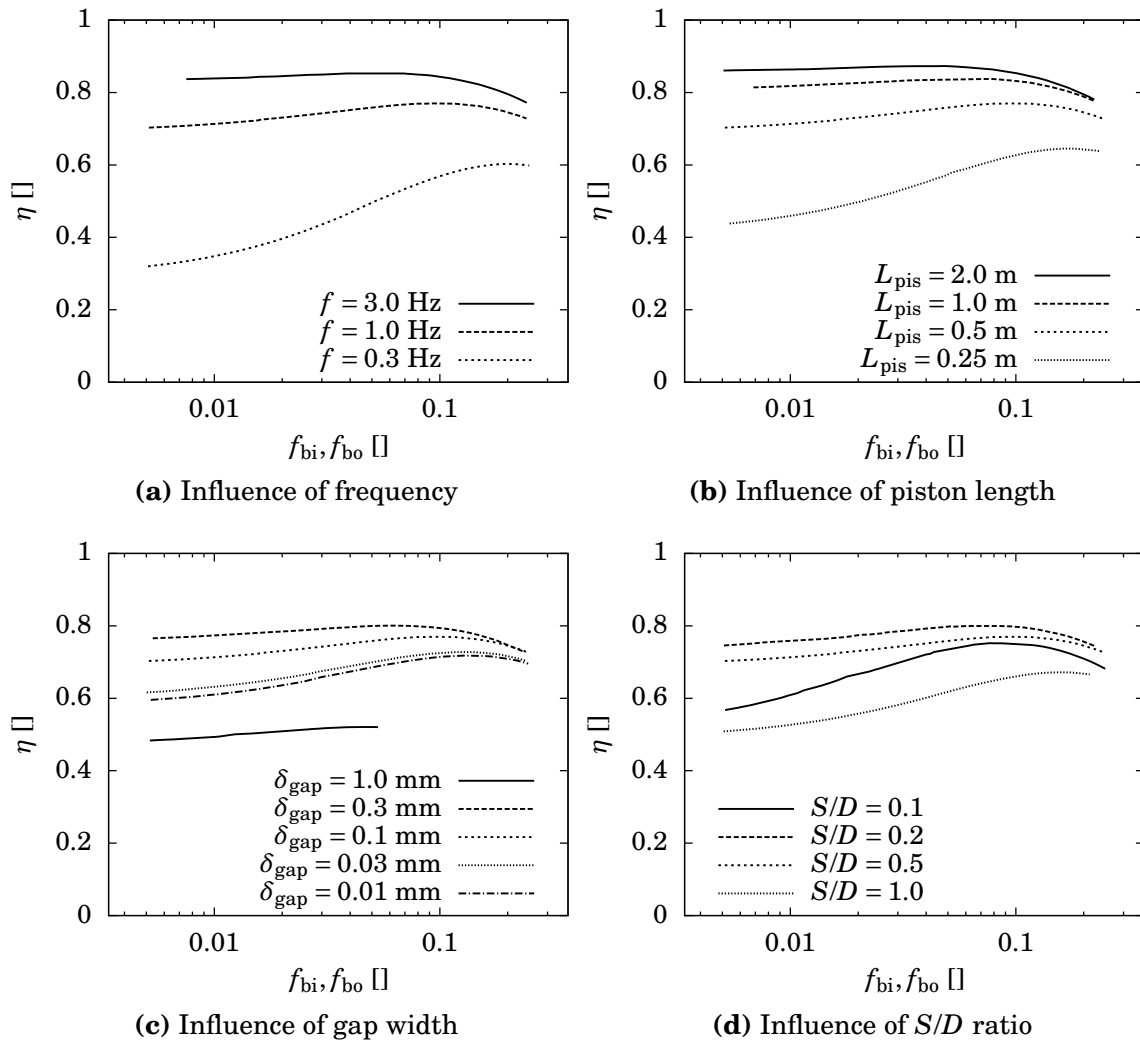 1
0.8
0.6
0.4
0.2
0
η []
f = 3.0 Hz
f = 1.0 Hz
f = 0.3 Hz
0.01
0.1
f_bi, f_bo []
(a) Influence of frequency
1
0.8
0.6
0.4
0.2
0
η []
L_pis = 2.0 m
L_pis = 1.0 m
L_pis = 0.5 m
L_pis = 0.25 m
0.01
0.1
f_bi, f_bo []
(b) Influence of piston length
1
0.8
0.6
0.4
0.2
0
η []
δ_gap = 1.0 mm
δ_gap = 0.3 mm
δ_gap = 0.1 mm
δ_gap = 0.03 mm
δ_gap = 0.01 mm
0.01
0.1
f_bi, f_bo []
(c) Influence of gap width
1
0.8
0.6
0.4
0.2
0
η []
S/D = 0.1
S/D = 0.2
S/D = 0.5
S/D = 1.0
0.01
0.1
f_bi, f_bo []
(d) Influence of S/D ratio